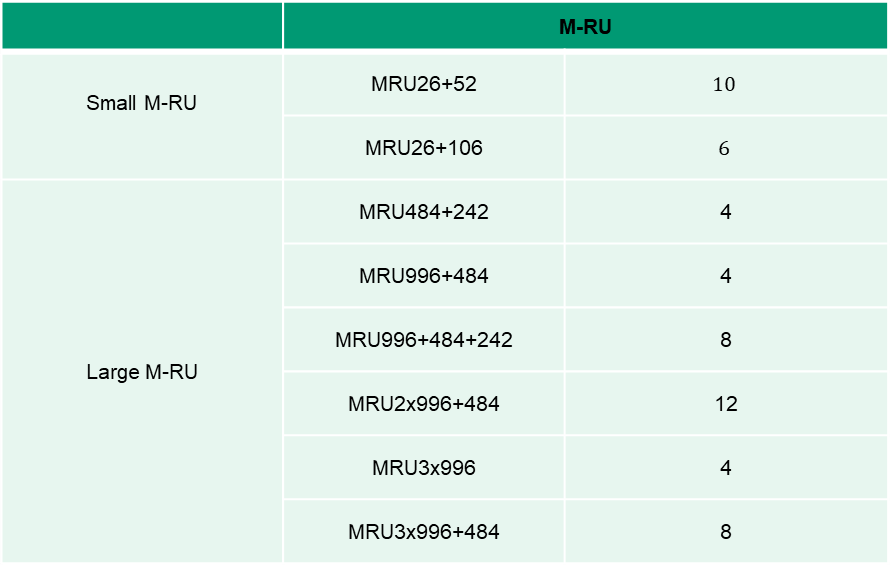 M-RU
Small M-RU
MRU26+52
10
MRU26+106
6
Large M-RU
MRU484+242
4
MRU996+484
4
MRU996+484+242
8
MRU2x996+484
12
MRU3x996
4
MRU3x996+484
8